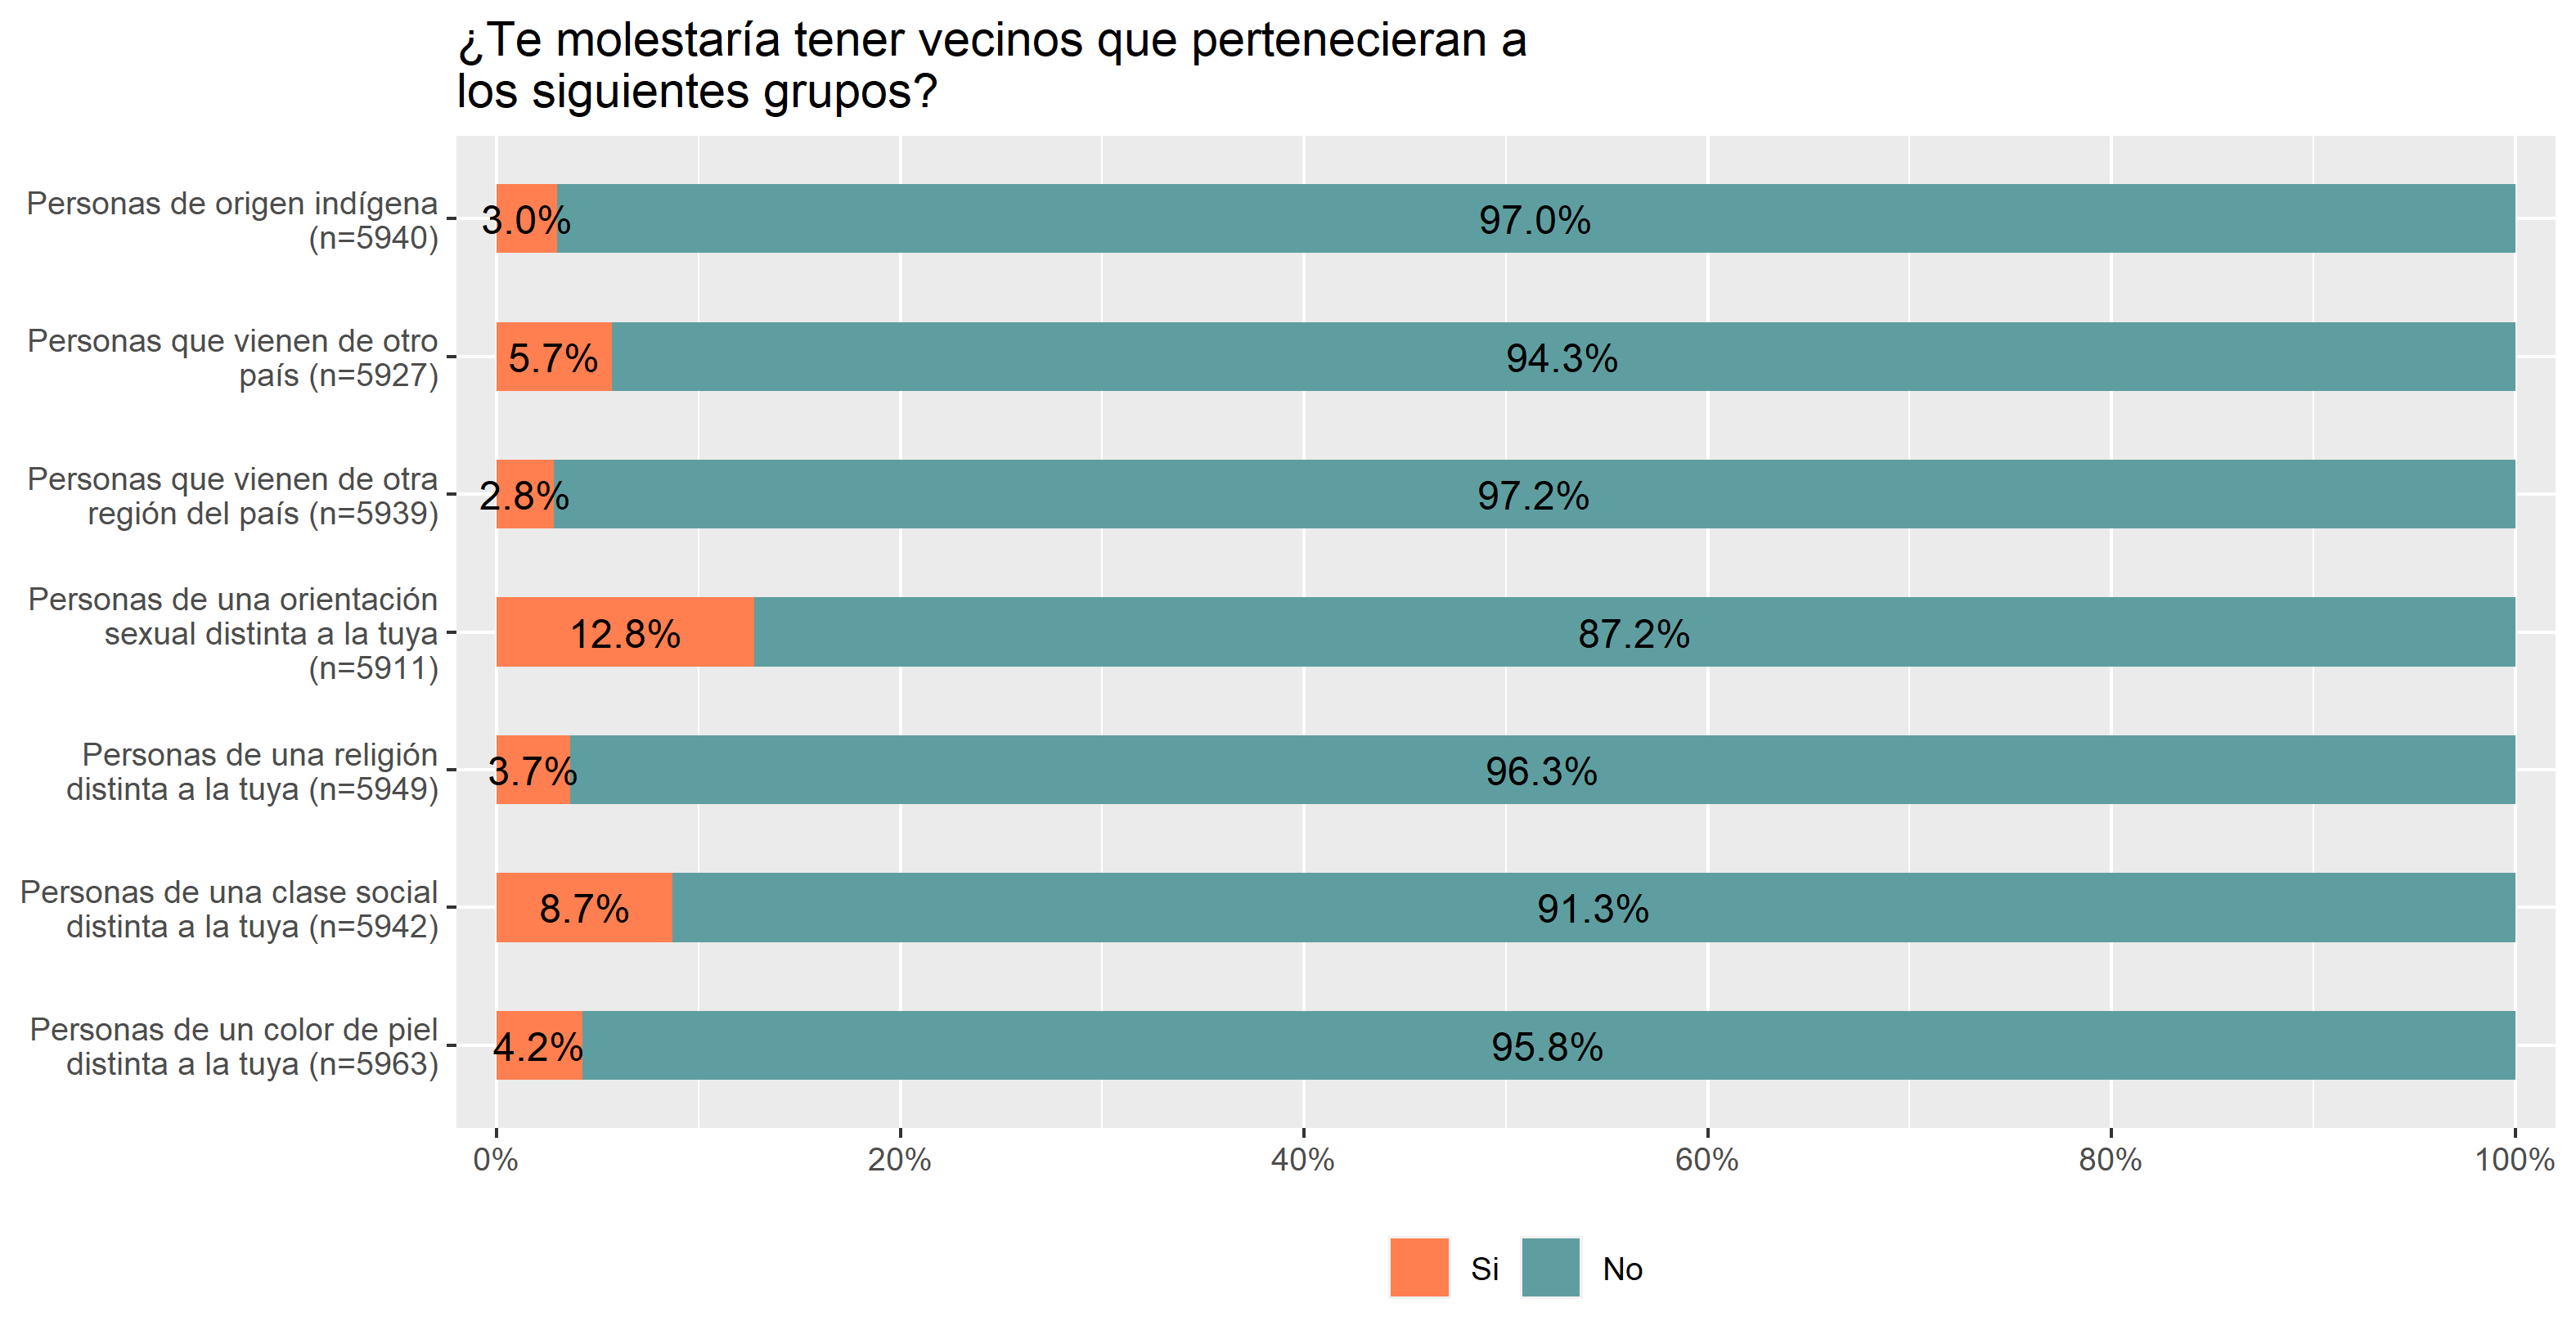 ¿Te molestaría tener vecinos que pertenecieran a
los siguientes grupos?
Personas de origen indígena
(n=5940)
3.0%
97.0%
Personas que vienen de otro
país (n=5927)
5.7%
94.3%
Personas que vienen de otra
región del país (n=5939)
2.8%
97.2%
Personas de una orientación
sexual distinta a la tuya
(n=5911)
12.8%
87.2%
Personas de una religión
distinta a la tuya (n=5949)
3.7%
96.3%
Personas de una clase social
distinta a la tuya (n=5942)
8.7%
91.3%
Personas de un color de piel
distinta a la tuya (n=5963)
4.2%
95.8%
0%
20%
40%
60%
80%
100%
Si
No